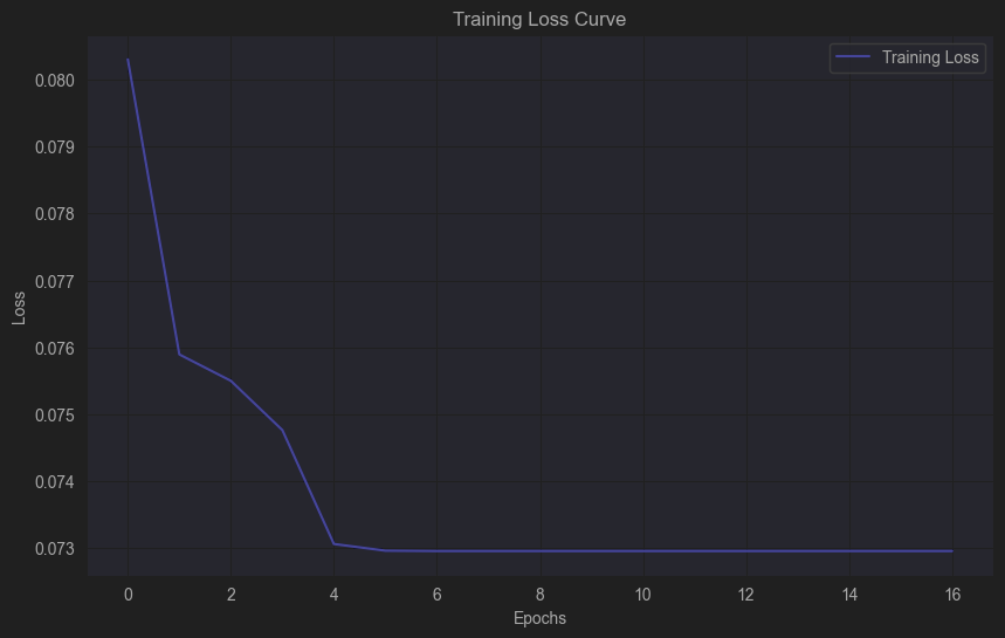 Training Loss Curve
Training Loss
0.080
0.079
0.078
0.077
0.076
0.075
0.074
0.073
Loss
0 2 4 6 8 10 12 14 16
Epochs